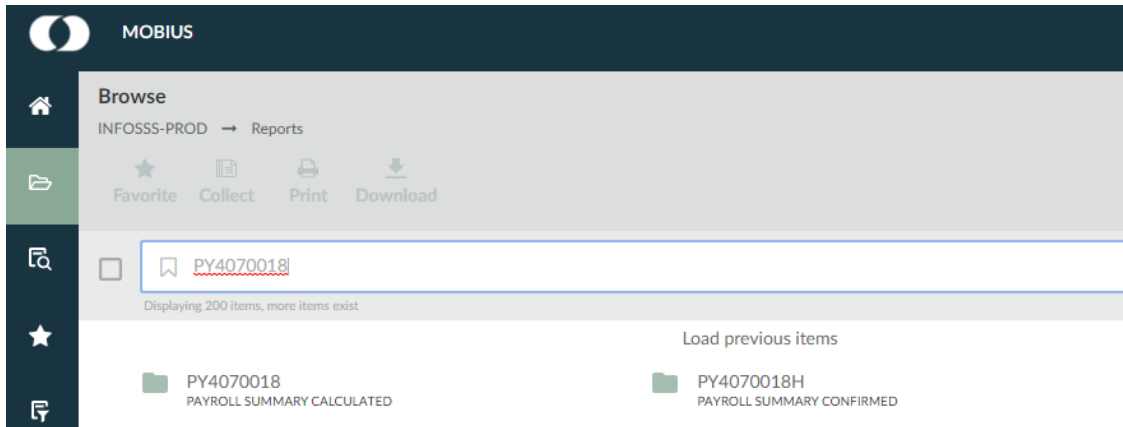 MOBIUS
Browse
INFOSSS-PROD → Reports
Favorite Collect Print Download
PY4070018
Displaying 200 items, more items exist
Load previous items
PY4070018 PY4070018H
PAYROLL SUMMARY CALCULATED PAYROLL SUMMARY CONFIRMED